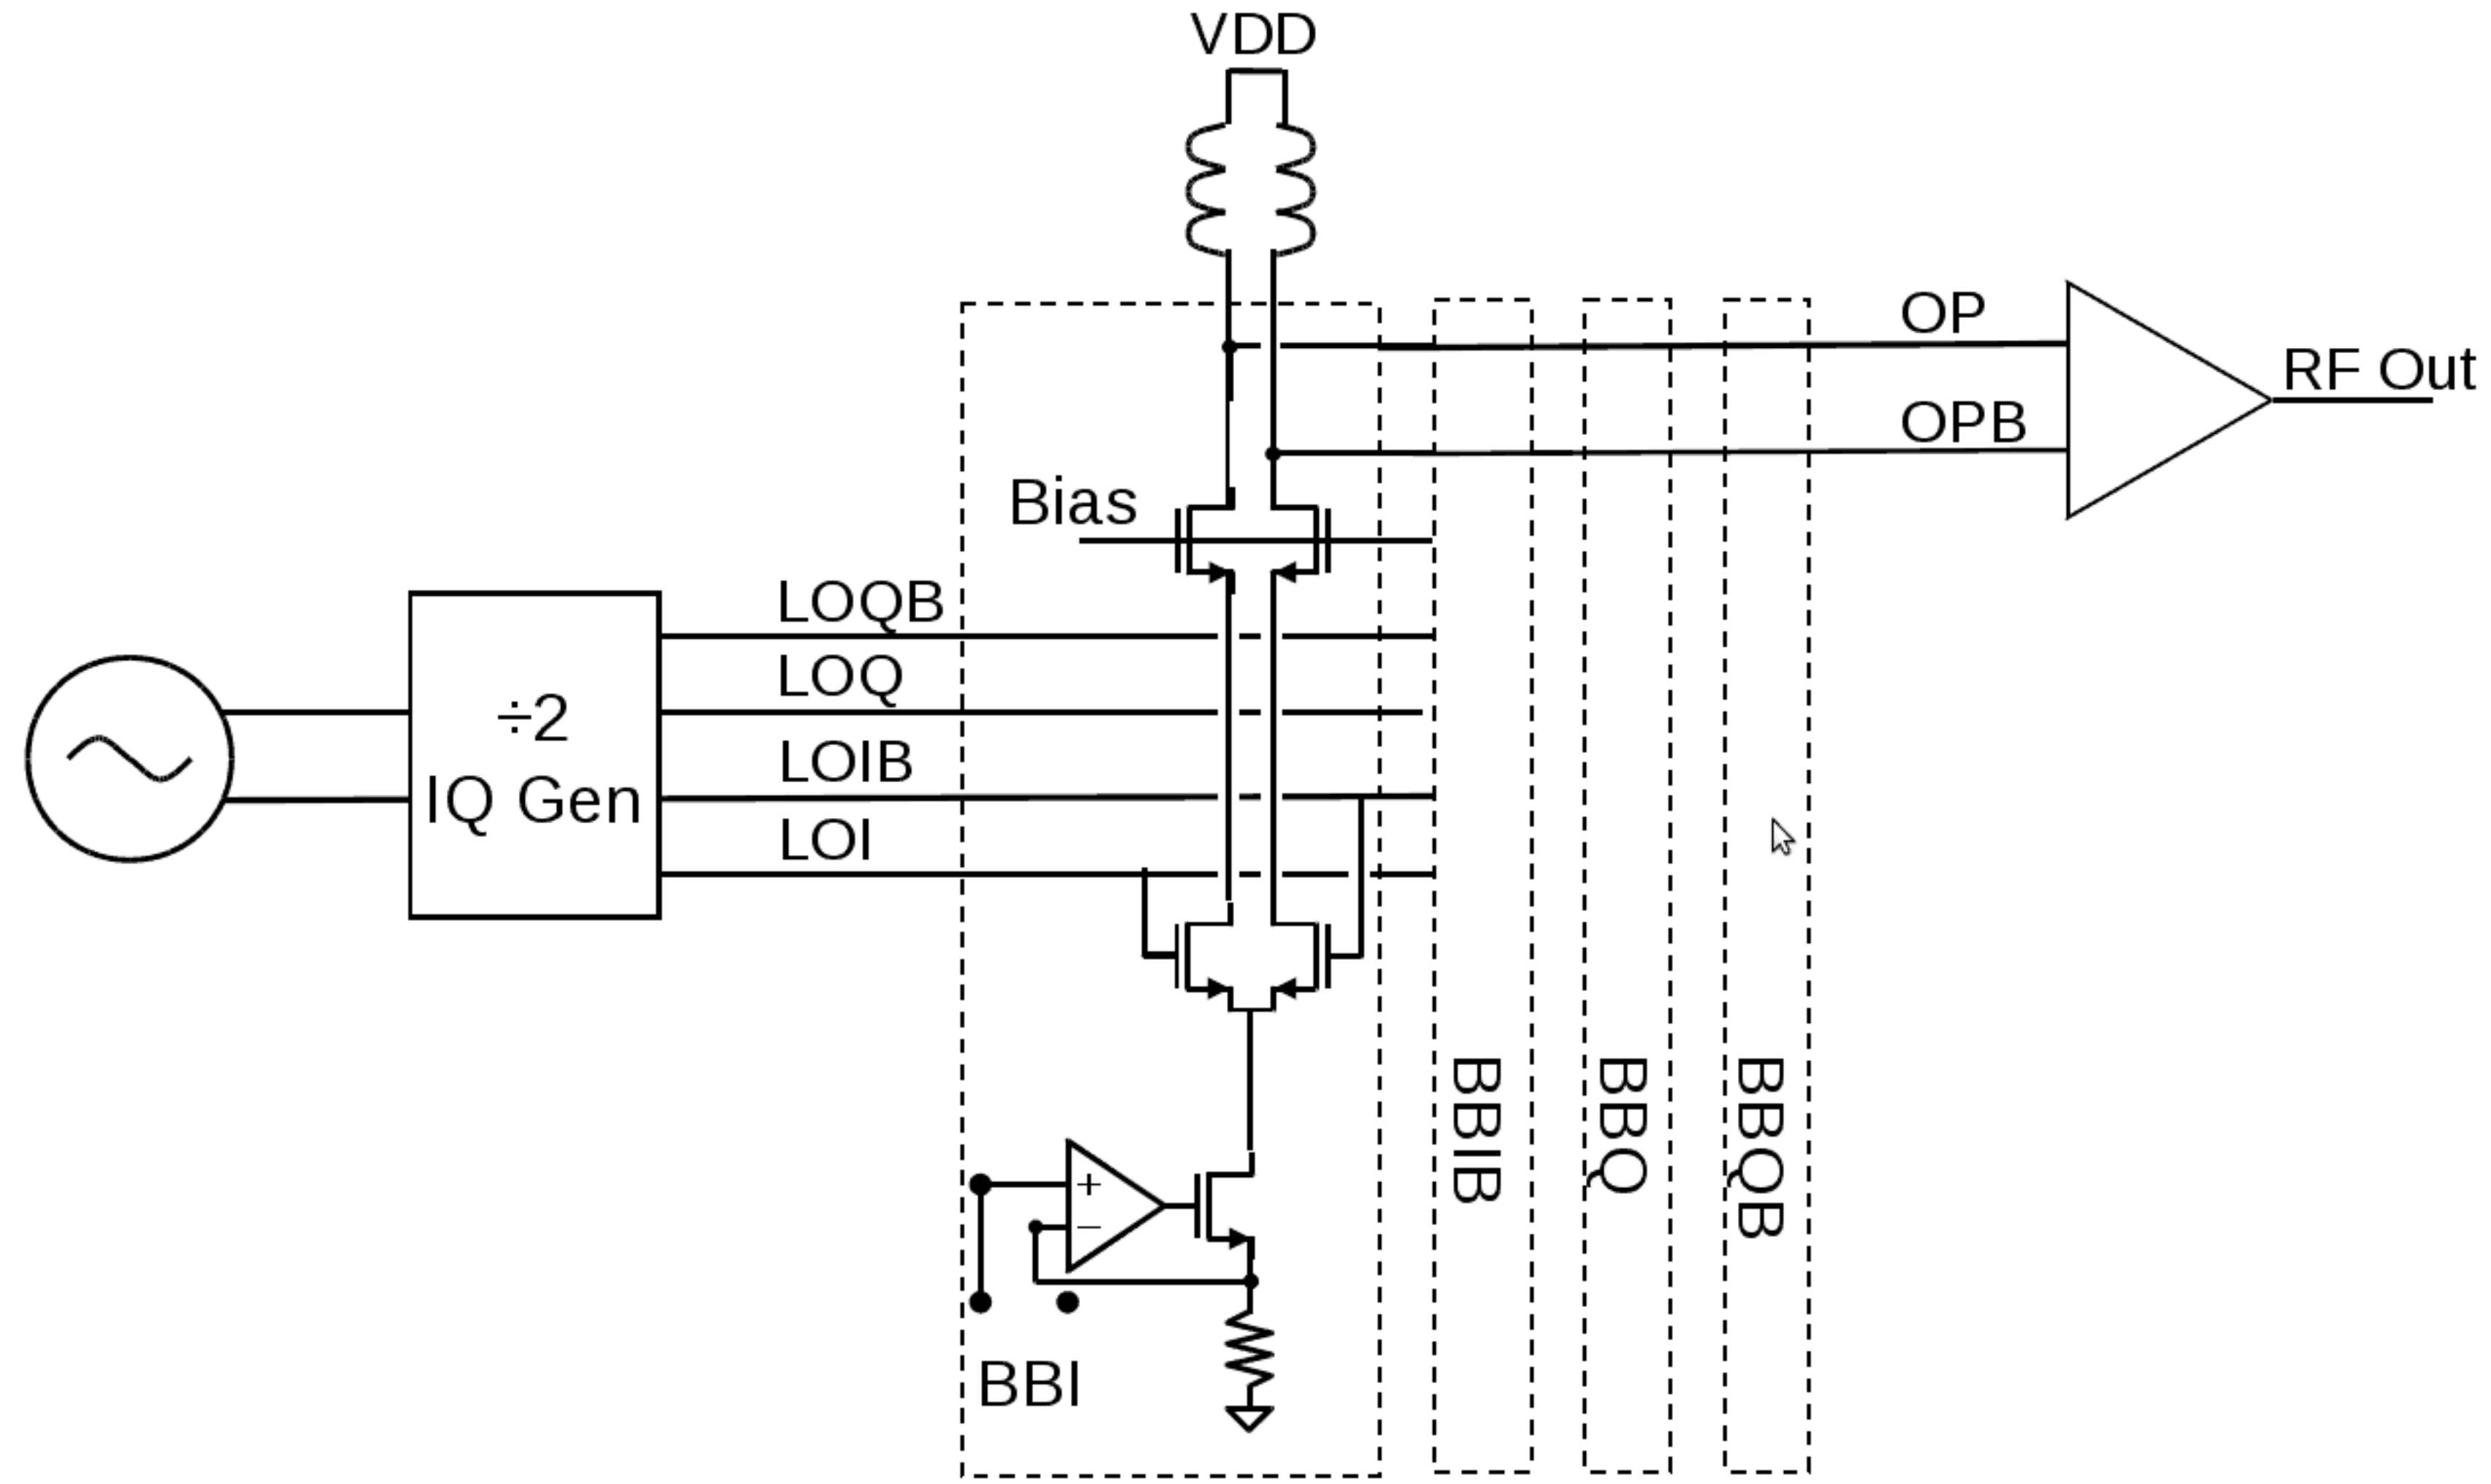 VDD
OP
RF Out
OPB
Bias
LOQB
LOQ
÷2
LOIB
IQ Gen
LOI
BBIB
BBQ
BBQB
+
−
BBI